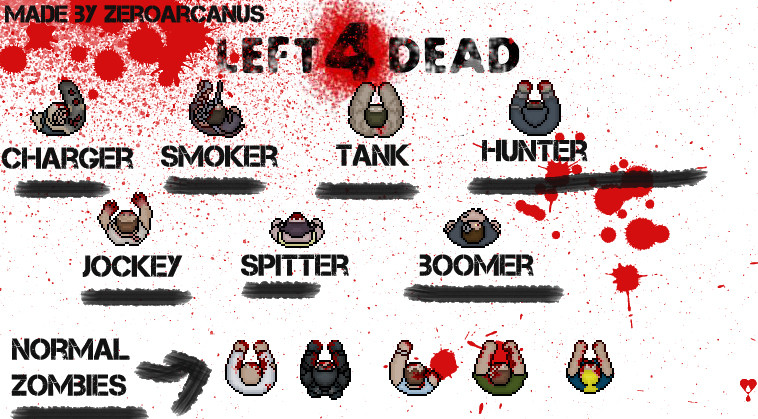 MADE BY ZEROARCANUS
LEFT 4 DEAD
CHARGER SMOKER TANK HUNTER
JOCKEY SPITTER BOOMER
NORMAL
ZOMBIES